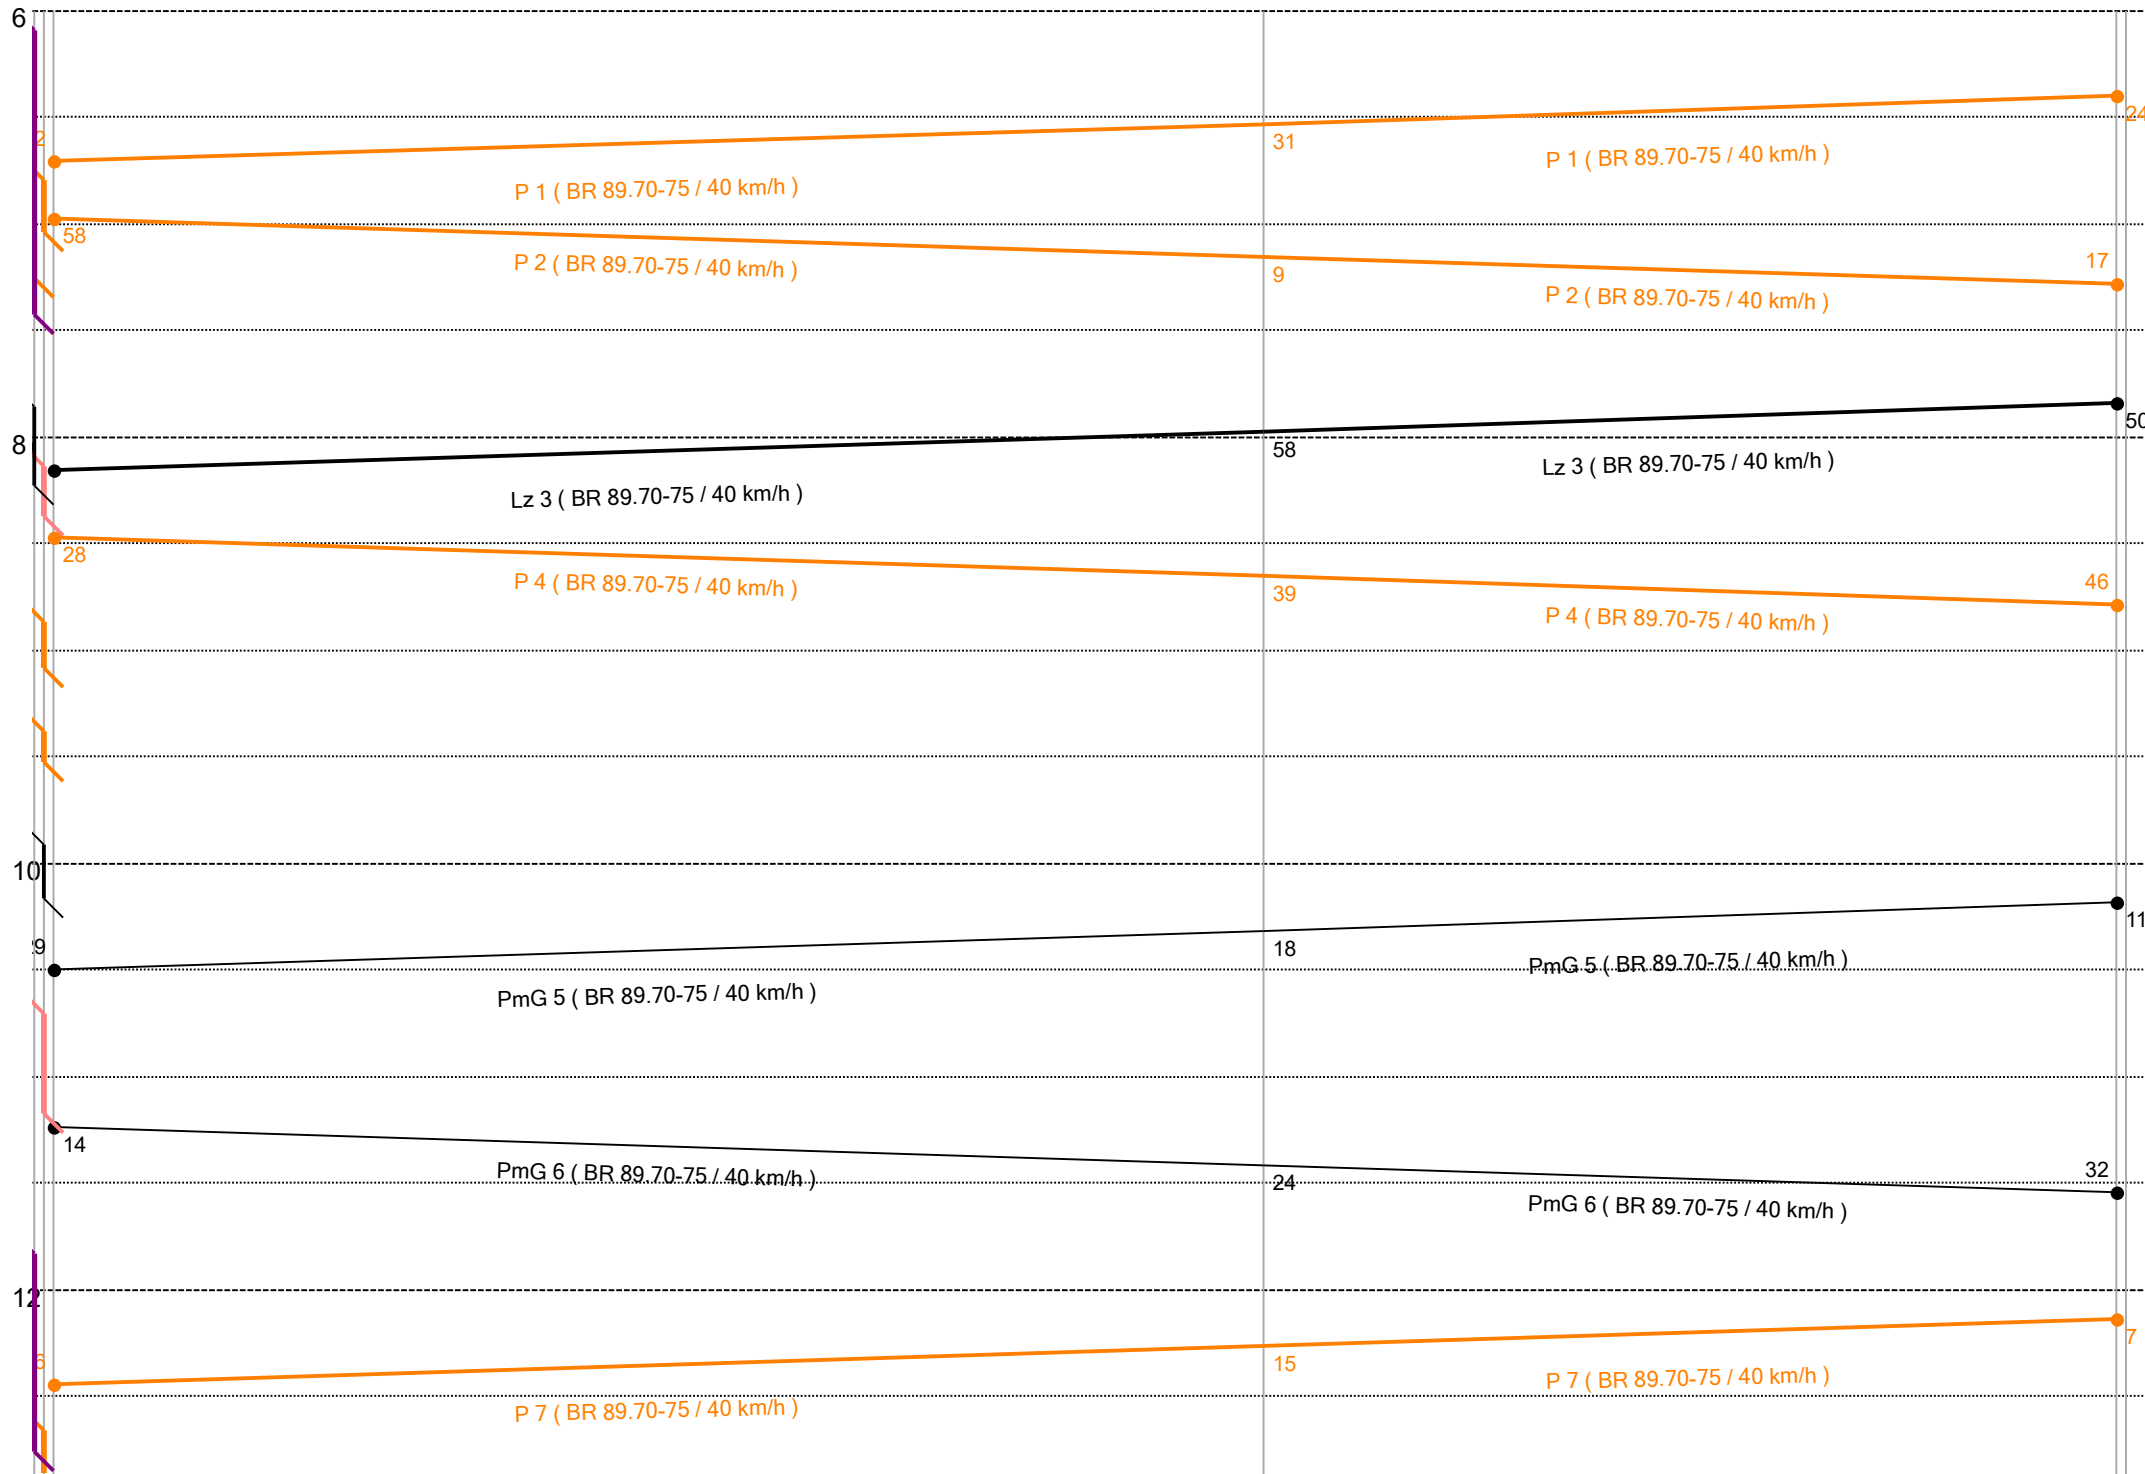 6
24
2
31
P 1 ( BR 89.70-75 / 40 km/h )
P 1 ( BR 89.70-75 / 40 km/h )
58
P 2 ( BR 89.70-75 / 40 km/h )
9
17
P 2 ( BR 89.70-75 / 40 km/h )
50
8
58
Lz 3 ( BR 89.70-75 / 40 km/h )
Lz 3 ( BR 89.70-75 / 40 km/h )
28
P 4 ( BR 89.70-75 / 40 km/h )
39
46
P 4 ( BR 89.70-75 / 40 km/h )
10
11
9
18
PmG 5 ( BR 89.70-75 / 40 km/h )
PmG 5 ( BR 89.70-75 / 40 km/h )
14
PmG 6 ( BR 89.70-75 / 40 km/h )
24
32
PmG 6 ( BR 89.70-75 / 40 km/h )
12
7
6
15
P 7 ( BR 89.70-75 / 40 km/h )
P 7 ( BR 89.70-75 / 40 km/h )